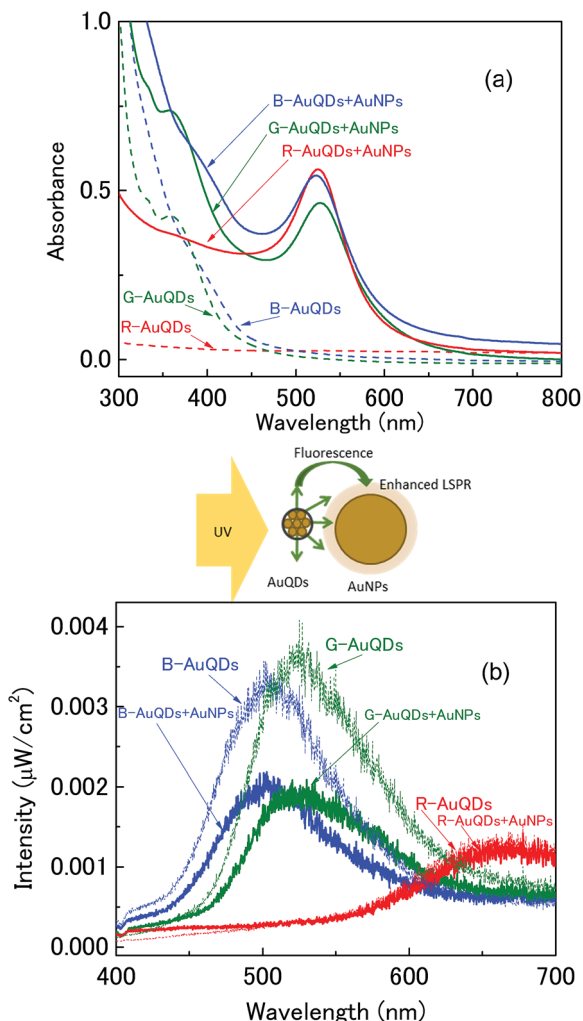 1.0
(a)
B−AuQDs+AuNPs
G−AuQDs+AuNPs
R−AuQDs+AuNPs
0.5
Absorbance
G−AuQDs
B−AuQDs
R−AuQDs
0.0
300 400 500 600 700 800
Wavelength (nm)
Fluorescence
Enhanced LSPR
UV
AuQDs
AuNPs
0.004
G−AuQDs
B−AuQDs
(b)
0.003
B−AuQDs+AuNPs
G−AuQDs+AuNPs
Intensity (μW/cm²)
0.002
R−AuQDs
R−AuQDs+AuNPs
0.001
0.000
400 500 600 700
Wavelength (nm)